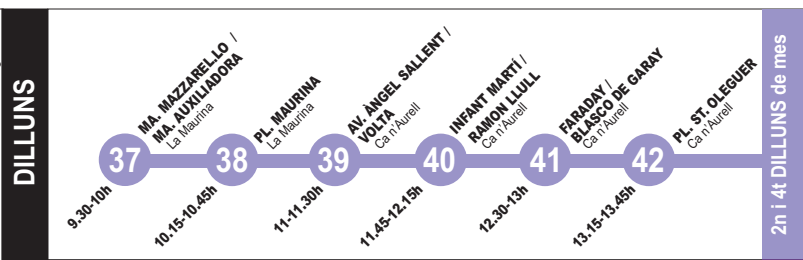 DILLUNS
MA. MAZZAREL.LO /
MA. AUXILIADORA
La Maurina
37
9.30-10h
PL. MAURINA
La Maurina
38
10.15-10.45h
AV. ÀNGEL SALLENT /
VOLTA
Ca n'Aurell
39
11-11.30h
INFANT MARTÍ /
RAMON LLULL
Ca n'Aurell
40
11.45-12.15h
FARADAY /
BLASCO DE GARAY
Ca n'Aurell
41
12.30-13h
PL. ST. OLEGUER
Ca n'Aurell
42
13.15-13.45h
2n i 4t DILLUNS de mes